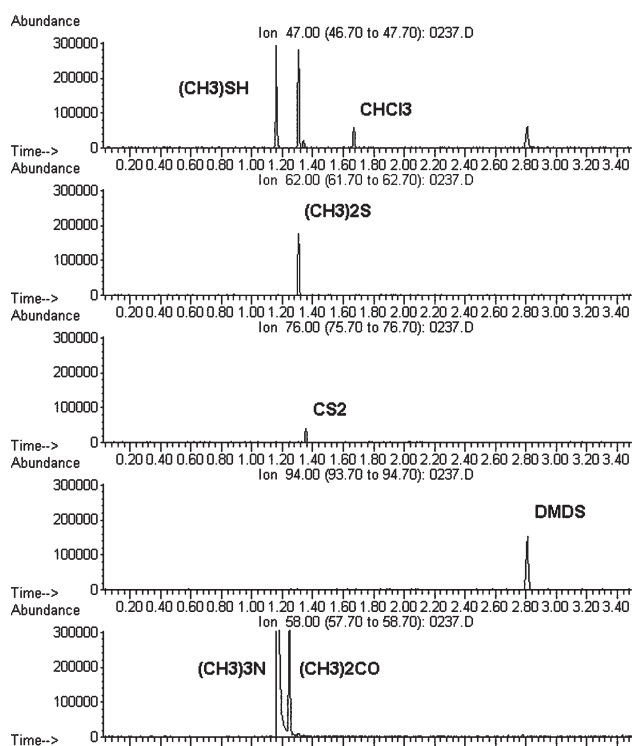 Abundance
Ion 47.00 (46.70 to 47.70): 0237.D
300000
200000
(CH3)SH
CHCl3
100000
0
Time--> 0.20 0.40 0.60 0.80 1.00 1.20 1.40 1.60 1.80 2.00 2.20 2.40 2.60 2.80 3.00 3.20 3.40
Abundance
Ion 62.00 (61.70 to 62.70): 0237.D
300000
(CH3)2S
200000
100000
0
Time--> 0.20 0.40 0.60 0.80 1.00 1.20 1.40 1.60 1.80 2.00 2.20 2.40 2.60 2.80 3.00 3.20 3.40
Abundance
Ion 76.00 (75.70 to 76.70): 0237.D
300000
200000
100000
CS2
0
Time--> 0.20 0.40 0.60 0.80 1.00 1.20 1.40 1.60 1.80 2.00 2.20 2.40 2.60 2.80 3.00 3.20 3.40
Abundance
Ion 94.00 (93.70 to 94.70): 0237.D
300000
DMDS
200000
100000
0
Time--> 0.20 0.40 0.60 0.80 1.00 1.20 1.40 1.60 1.80 2.00 2.20 2.40 2.60 2.80 3.00 3.20 3.40
Abundance
Ion 58.00 (57.70 to 58.70): 0237.D
300000
(CH3)3N (CH3)2CO
200000
100000
0
Time-->